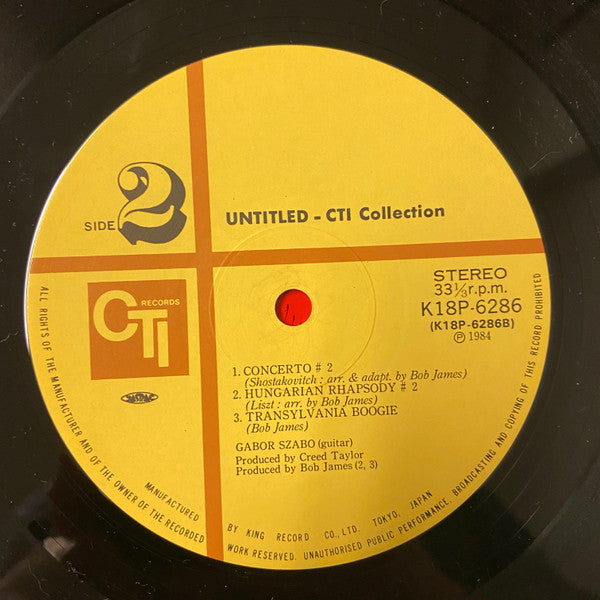 SIDE 2
UNTITLED - CTI Collection
CTI RECORDS
STEREO
33 1/3 r.p.m.
K18P-6286
(K18P-6286B)
Ⓟ 1984
1. CONCERTO # 2
(Shostakovitch : arr. & adapt. by Bob James)
2. HUNGARIAN RHAPSODY # 2
(Liszt : arr. by Bob James)
3. TRANSYLVANIA BOOGIE
(Bob James)
GABOR SZABO (guitar)
Produced by Creed Taylor
Produced by Bob James (2, 3)
ALL RIGHTS OF THE MANUFACTURER AND OF THE OWNER OF THE RECORDED WORK RESERVED. UNAUTHORISED PUBLIC PERFORMANCE, BROADCASTING AND COPYING OF THIS RECORD PROHIBITED
MANUFACTURED BY KING RECORD CO., LTD. TOKYO, JAPAN